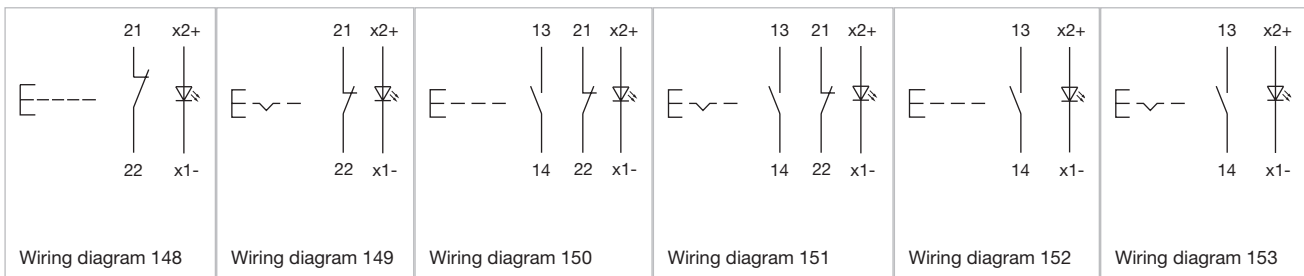 21 x2+
22 x1-
Wiring diagram 148
21 x2+
22 x1-
Wiring diagram 149
13 21 x2+
14 22 x1-
Wiring diagram 150
13 21 x2+
14 22 x1-
Wiring diagram 151
13 x2+
14 x1-
Wiring diagram 152
13 x2+
14 x1-
Wiring diagram 153